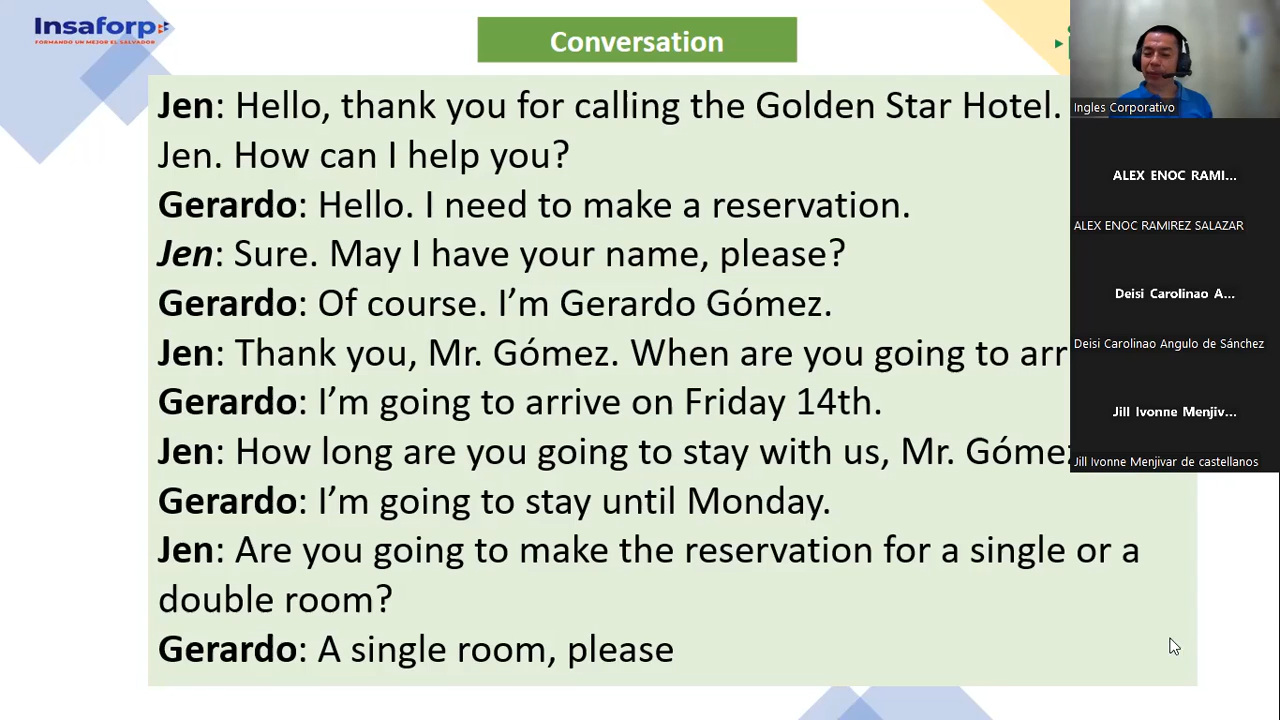 Insaforp
FORMANDO UN MEJOR EL SALVADOR
Conversation
Jen: Hello, thank you for calling the Golden Star Hotel.
Jen. How can I help you?
Gerardo: Hello. I need to make a reservation.
Jen: Sure. May I have your name, please?
Gerardo: Of course. I'm Gerardo Gómez.
Jen: Thank you, Mr. Gómez. When are you going to arr
Gerardo: I'm going to arrive on Friday 14th.
Jen: How long are you going to stay with us, Mr. Gómez
Gerardo: I'm going to stay until Monday.
Jen: Are you going to make the reservation for a single or a
double room?
Gerardo: A single room, please
Ingles Corporativo
ALEX ENOC RAMI...
ALEX ENOC RAMIREZ SALAZAR
Deisi Carolinao A...
Deisi Carolinao Angulo de Sánchez
Jill Ivonne Menjiv...
Jill Ivonne Menjivar de castellanos